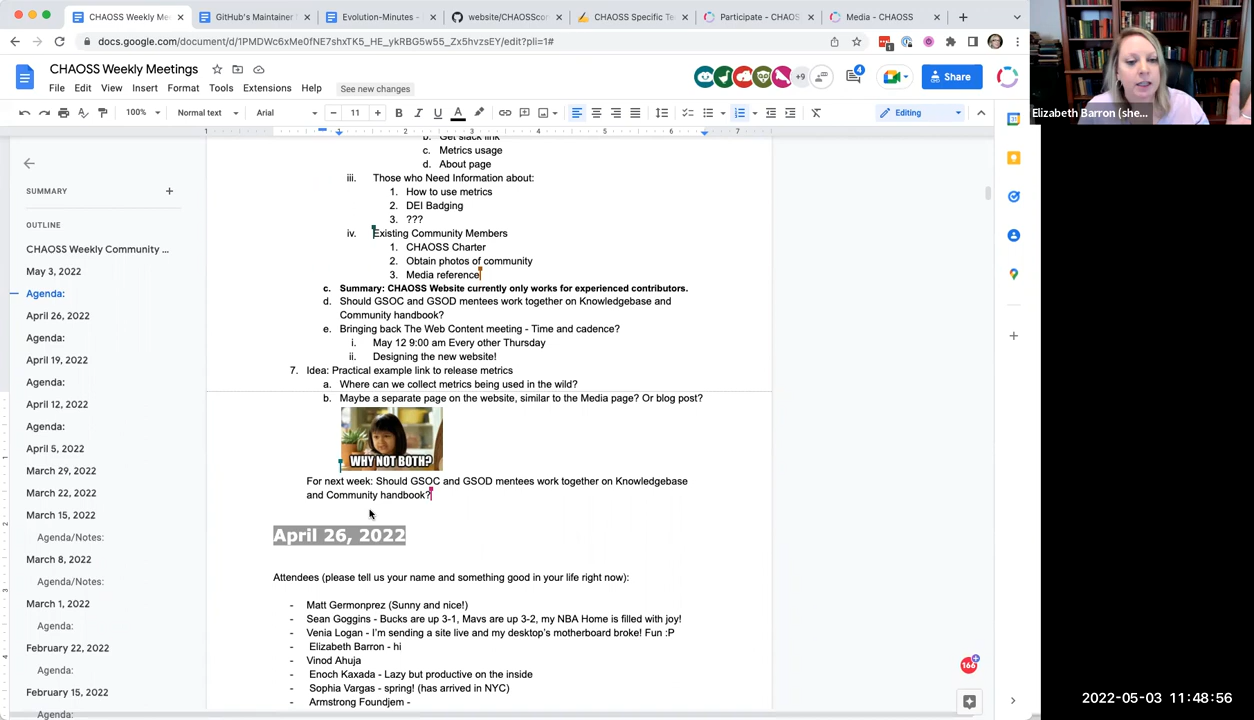 CHAOSS Weekly Me
GitHub's Maintainer
Evolution-Minutes -
website/CHAOSScor
CHAOSS Specific Te
Participate - CHAOSS
Media - CHAOSS
docs.google.com/document/d/1PMDWc6xMe0fNE7shxTK5_HE_ykRBG5w55_Zx5hvzsEY/edit?pli=1#
CHAOSS Weekly Meetings
File Edit View Insert Format Tools Extensions Help See new changes
+9
4
Share
100%
Normal text
Arial
11
Editing
Elizabeth Barron (she...
SUMMARY
OUTLINE
CHAOSS Weekly Community ...
May 3, 2022
Agenda:
April 26, 2022
Agenda:
April 19, 2022
Agenda:
April 12, 2022
Agenda:
April 5, 2022
March 29, 2022
March 22, 2022
March 15, 2022
Agenda/Notes:
March 8, 2022
Agenda/Notes:
March 1, 2022
Agenda:
February 22, 2022
Agenda:
February 15, 2022
Agenda:
b. Get slack link
c. Metrics usage
d. About page
iii. Those who Need Information about:
1. How to use metrics
2. DEI Badging
3. ???
iv. Existing Community Members
1. CHAOSS Charter
2. Obtain photos of community
3. Media reference
c. Summary: CHAOSS Website currently only works for experienced contributors.
d. Should GSOC and GSOD mentees work together on Knowledgebase and
Community handbook?
e. Bringing back The Web Content meeting - Time and cadence?
i. May 12 9:00 am Every other Thursday
ii. Designing the new website!
7. Idea: Practical example link to release metrics
a. Where can we collect metrics being used in the wild?
b. Maybe a separate page on the website, similar to the Media page? Or blog post?
WHY NOT BOTH?
For next week: Should GSOC and GSOD mentees work together on Knowledgebase
and Community handbook?
April 26, 2022
Attendees (please tell us your name and something good in your life right now):
- Matt Germonprez (Sunny and nice!)
- Sean Goggins - Bucks are up 3-1, Mavs are up 3-2, my NBA Home is filled with joy!
- Venia Logan - I'm sending a site live and my desktop's motherboard broke! Fun :P
- Elizabeth Barron - hi
- Vinod Ahuja
- Enoch Kaxada - Lazy but productive on the inside
- Sophia Vargas - spring! (has arrived in NYC)
- Armstrong Foundjem -
166
2022-05-03 11:48:56